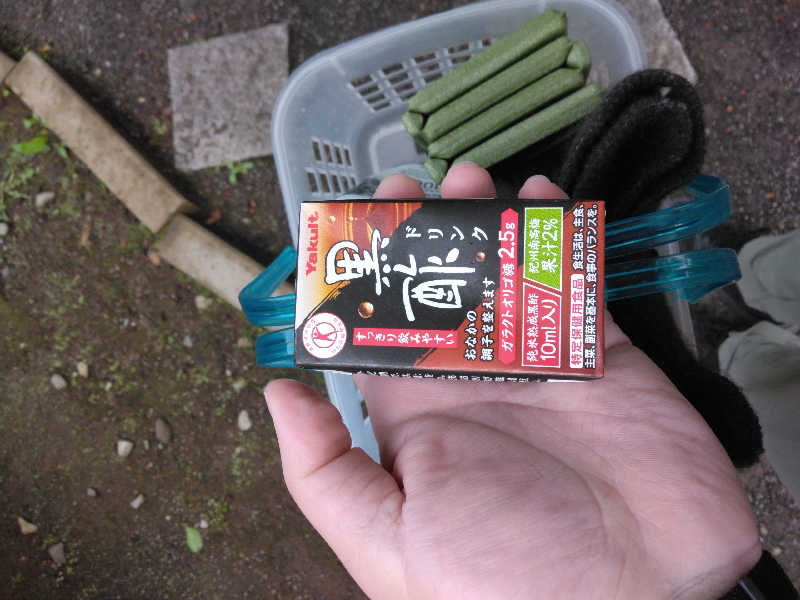 Yakult
黒酢
ドリンク
すっきり飲みやすい
おなかの
調子を整えます
ガラクトオリゴ糖2.5g
紀州南高梅
果汁2%
純米熟成黒酢
10ml入り
特定保健用食品
食生活は、主食、
主菜、副菜を基本に、食事のバランスを。